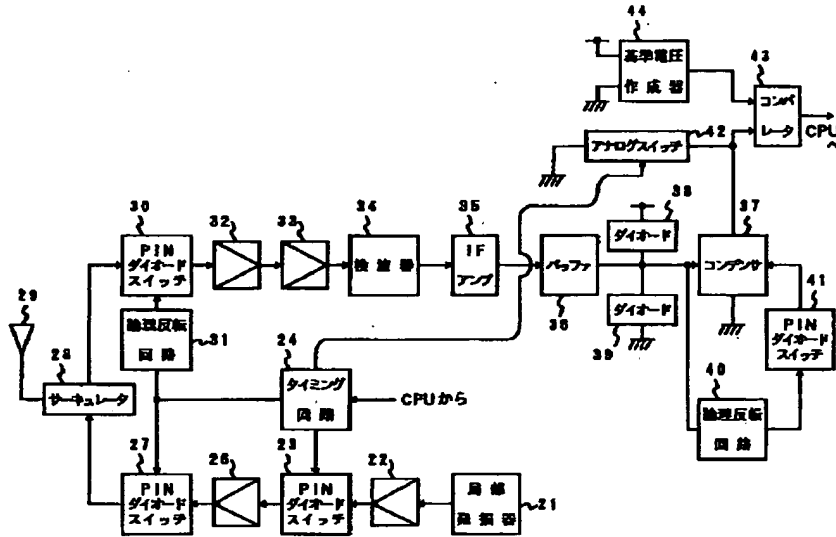 44
基準電圧
作成器
43
コンパ
レータ
CPUへ
42
アナログスイッチ
30
PIN
ダイオード
スイッチ
32
33
34
検波器
35
IF
アンプ
バッファ
36
38
ダイオード
ダイオード
39
37
コンデンサ
41
PIN
ダイオード
スイッチ
40
論理反転
回路
29
論理反転
回路
31
28
サーキュレータ
24
タイミング
回路
CPUから
27
PIN
ダイオード
スイッチ
26
23
PIN
ダイオード
スイッチ
22
局部
発振器
21